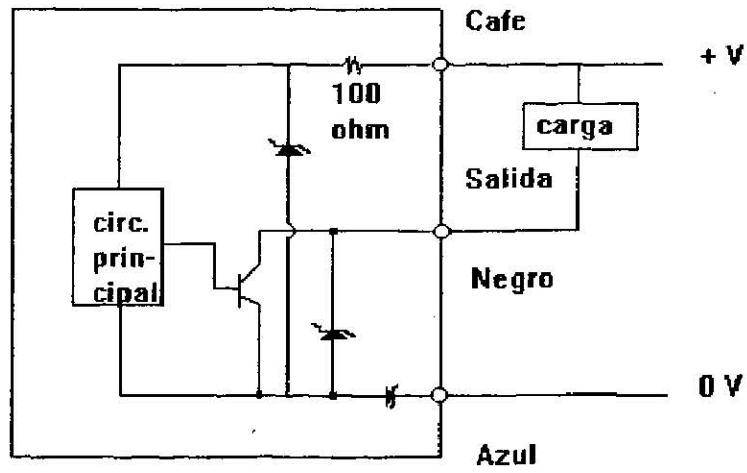 Cafe
+ V
100
ohm
carga
Salida
circ.
prin-
cipal
Negro
0 V
Azul